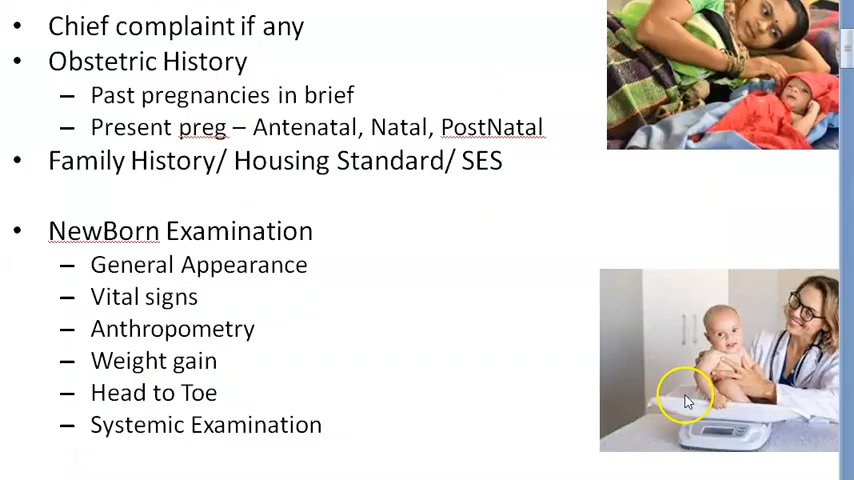 • Chief complaint if any
• Obstetric History
– Past pregnancies in brief
– Present preg – Antenatal, Natal, PostNatal
• Family History/ Housing Standard/ SES
• NewBorn Examination
– General Appearance
– Vital signs
– Anthropometry
– Weight gain
– Head to Toe
– Systemic Examination